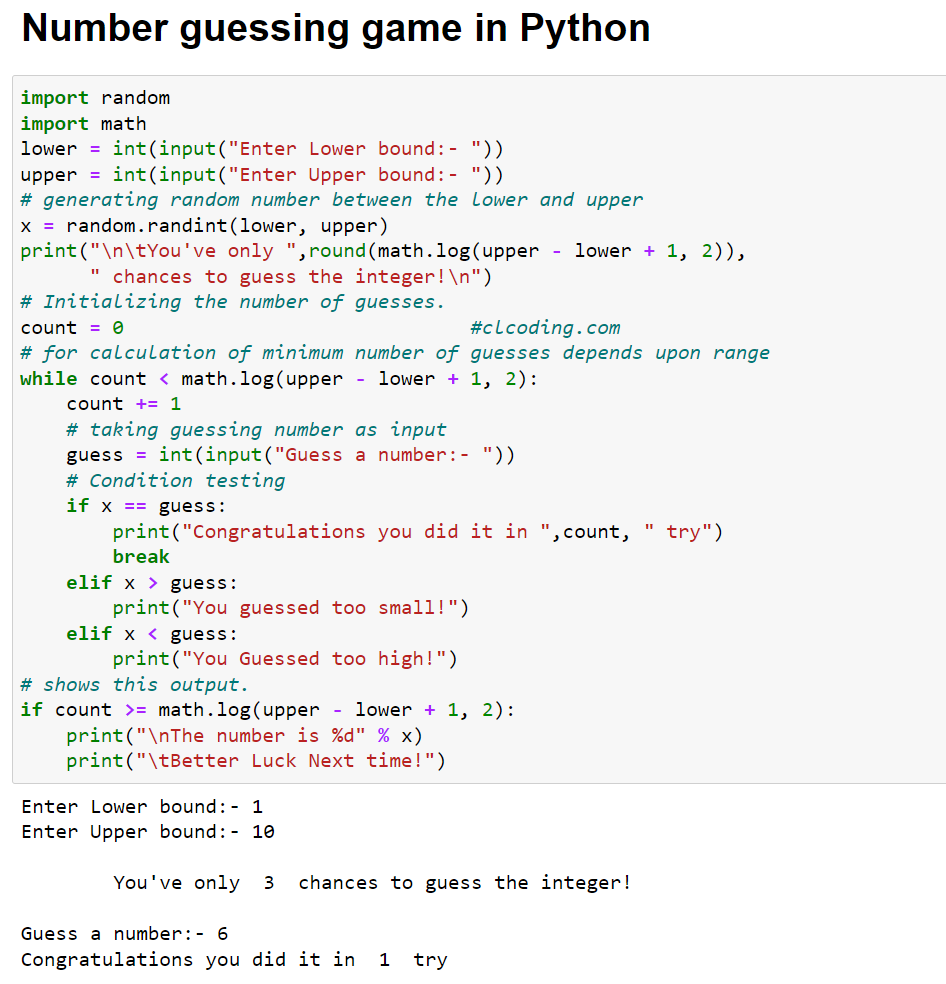 Number guessing game in Python
import random
import math
lower = int(input("Enter Lower bound:- "))
upper = int(input("Enter Upper bound:- "))
# generating random number between the lower and upper
x = random.randint(lower, upper)
print("\n\tYou've only ",round(math.log(upper - lower + 1, 2)),
      " chances to guess the integer!\n")
# Initializing the number of guesses.
count = 0                              #clcoding.com
# for calculation of minimum number of guesses depends upon range
while count < math.log(upper - lower + 1, 2):
    count += 1
    # taking guessing number as input
    guess = int(input("Guess a number:- "))
    # Condition testing
    if x == guess:
        print("Congratulations you did it in ",count, " try")
        break
    elif x > guess:
        print("You guessed too small!")
    elif x < guess:
        print("You Guessed too high!")
# shows this output.
if count >= math.log(upper - lower + 1, 2):
    print("\nThe number is %d" % x)
    print("\tBetter Luck Next time!")
Enter Lower bound:- 1
Enter Upper bound:- 10
        You've only  3  chances to guess the integer!
Guess a number:- 6
Congratulations you did it in  1  try